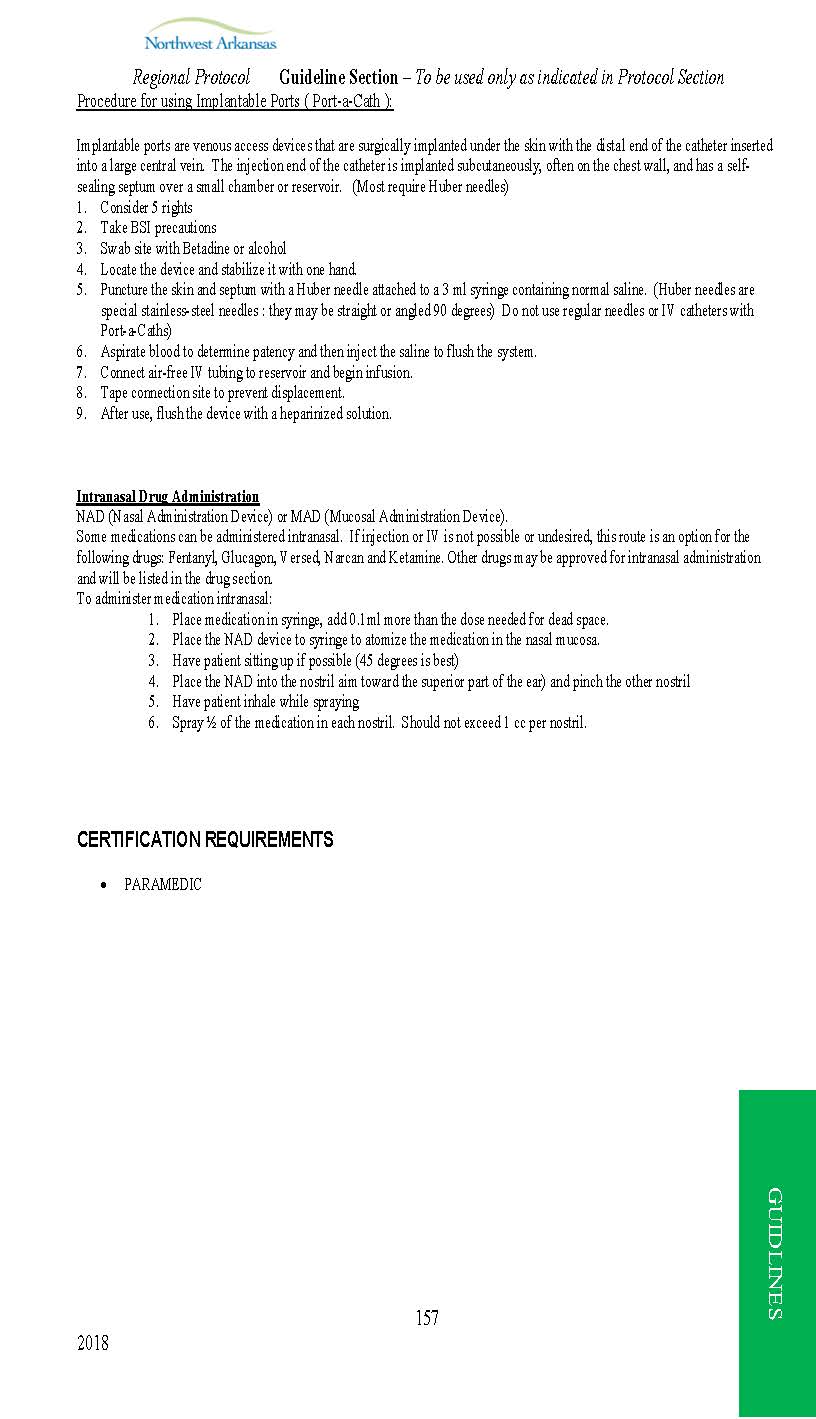 Northwest Arkansas
Regional Protocol Guideline Section – To be used only as indicated in Protocol Section
Procedure for using Implantable Ports ( Port-a-Cath ):
Implantable ports are venous access devices that are surgically implanted under the skin with the distal end of the catheter inserted
into a large central vein. The injection end of the catheter is implanted subcutaneously, often on the chest wall, and has a self-
sealing septum over a small chamber or reservoir. (Most require Huber needles)
1. Consider 5 rights
2. Take BSI precautions
3. Swab site with Betadine or alcohol
4. Locate the device and stabilize it with one hand.
5. Puncture the skin and septum with a Huber needle attached to a 3 ml syringe containing normal saline. (Huber needles are
special stainless-steel needles : they may be straight or angled 90 degrees) Do not use regular needles or IV catheters with
Port-a-Caths)
6. Aspirate blood to determine patency and then inject the saline to flush the system.
7. Connect air-free IV tubing to reservoir and begin infusion.
8. Tape connection site to prevent displacement.
9. After use, flush the device with a heparinized solution.
Intranasal Drug Administration
NAD (Nasal Administration Device) or MAD (Mucosal Administration Device).
Some medications can be administered intranasal. If injection or IV is not possible or undesired, this route is an option for the
following drugs: Fentanyl, Glucagon, Versed, Narcan and Ketamine. Other drugs may be approved for intranasal administration
and will be listed in the drug section.
To administer medication intranasal:
1. Place medication in syringe, add 0.1ml more than the dose needed for dead space.
2. Place the NAD device to syringe to atomize the medication in the nasal mucosa.
3. Have patient sitting up if possible (45 degrees is best)
4. Place the NAD into the nostril aim toward the superior part of the ear) and pinch the other nostril
5. Have patient inhale while spraying
6. Spray ½ of the medication in each nostril. Should not exceed 1 cc per nostril.
CERTIFICATION REQUIREMENTS
• PARAMEDIC
GUIDLINES
157
2018